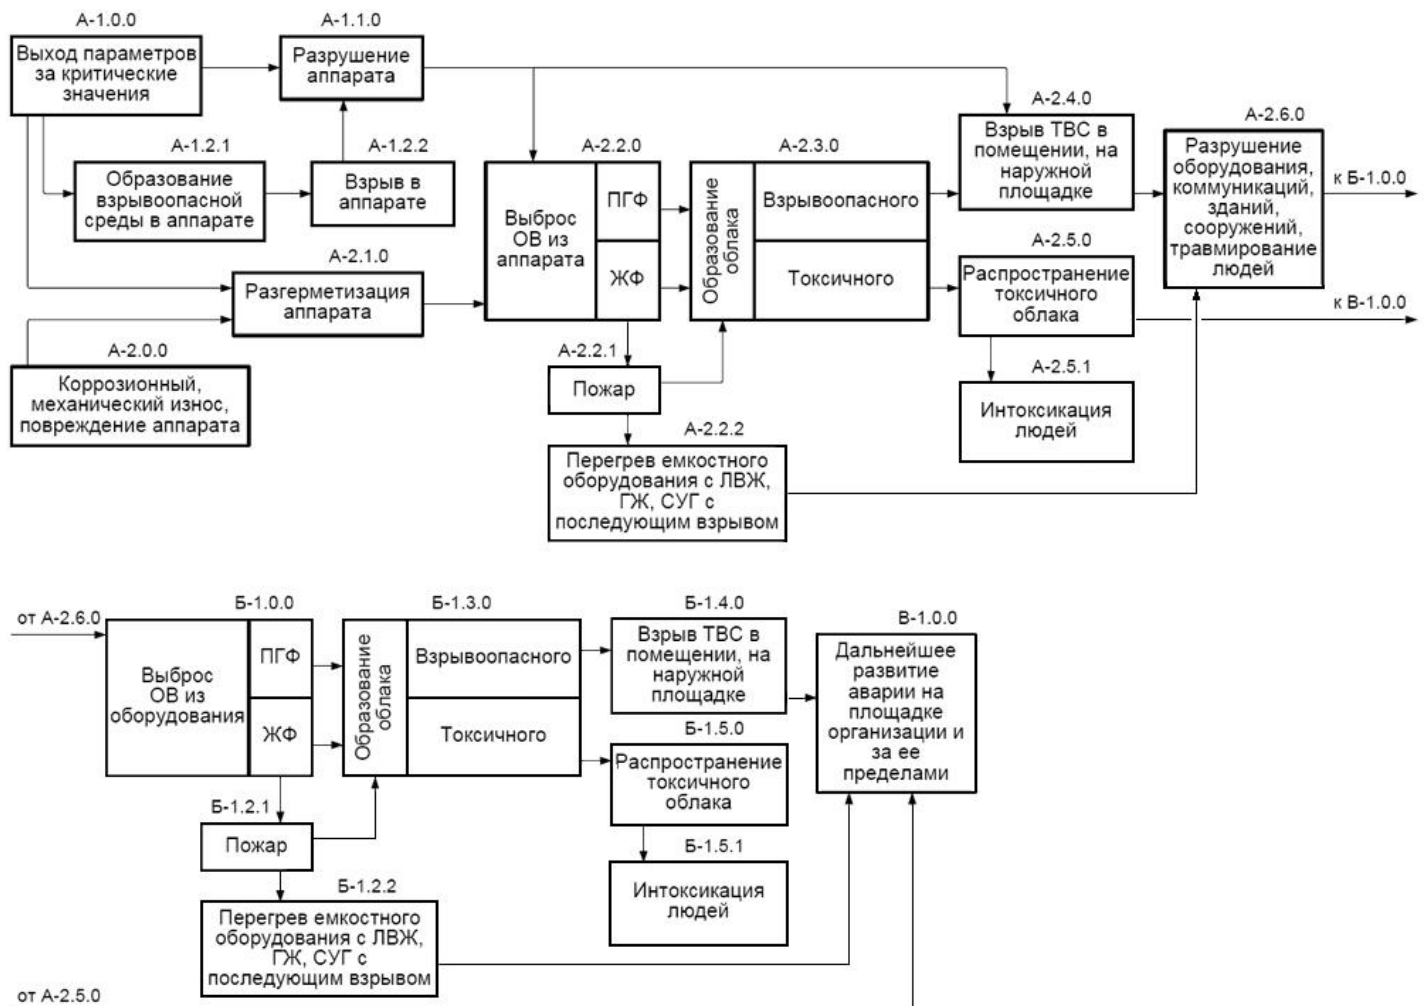 А-1.0.0
Выход параметров
за критические
значения
А-1.1.0
Разрушение
аппарата
А-1.2.1
Образование
взрывоопасной
среды в аппарате
А-1.2.2
Взрыв в
аппарате
А-2.1.0
Разгерметизация
аппарата
А-2.0.0
Коррозионный,
механический износ,
повреждение аппарата
А-2.2.0
Выброс
ОВ из
аппарата
ПГФ
ЖФ
А-2.2.1
Пожар
А-2.2.2
Перегрев емкостного
оборудования с ЛВЖ,
ГЖ, СУГ с
последующим взрывом
А-2.3.0
Образование
облака
Взрывоопасного
Токсичного
А-2.4.0
Взрыв ТВС в
помещении, на
наружной
площадке
А-2.5.0
Распространение
токсичного
облака
А-2.5.1
Интоксикация
людей
А-2.6.0
Разрушение
оборудования,
коммуникаций,
зданий,
сооружений,
травмирование
людей
к Б-1.0.0
к В-1.0.0
от А-2.6.0
Б-1.0.0
Выброс
ОВ из
оборудования
ПГФ
ЖФ
Б-1.2.1
Пожар
Б-1.2.2
Перегрев емкостного
оборудования с ЛВЖ,
ГЖ, СУГ с
последующим взрывом
Б-1.3.0
Образование
облака
Взрывоопасного
Токсичного
Б-1.4.0
Взрыв ТВС в
помещении, на
наружной
площадке
Б-1.5.0
Распространение
токсичного
облака
Б-1.5.1
Интоксикация
людей
В-1.0.0
Дальнейшее
развитие
аварии на
площадке
организации и
за ее
пределами
от А-2.5.0